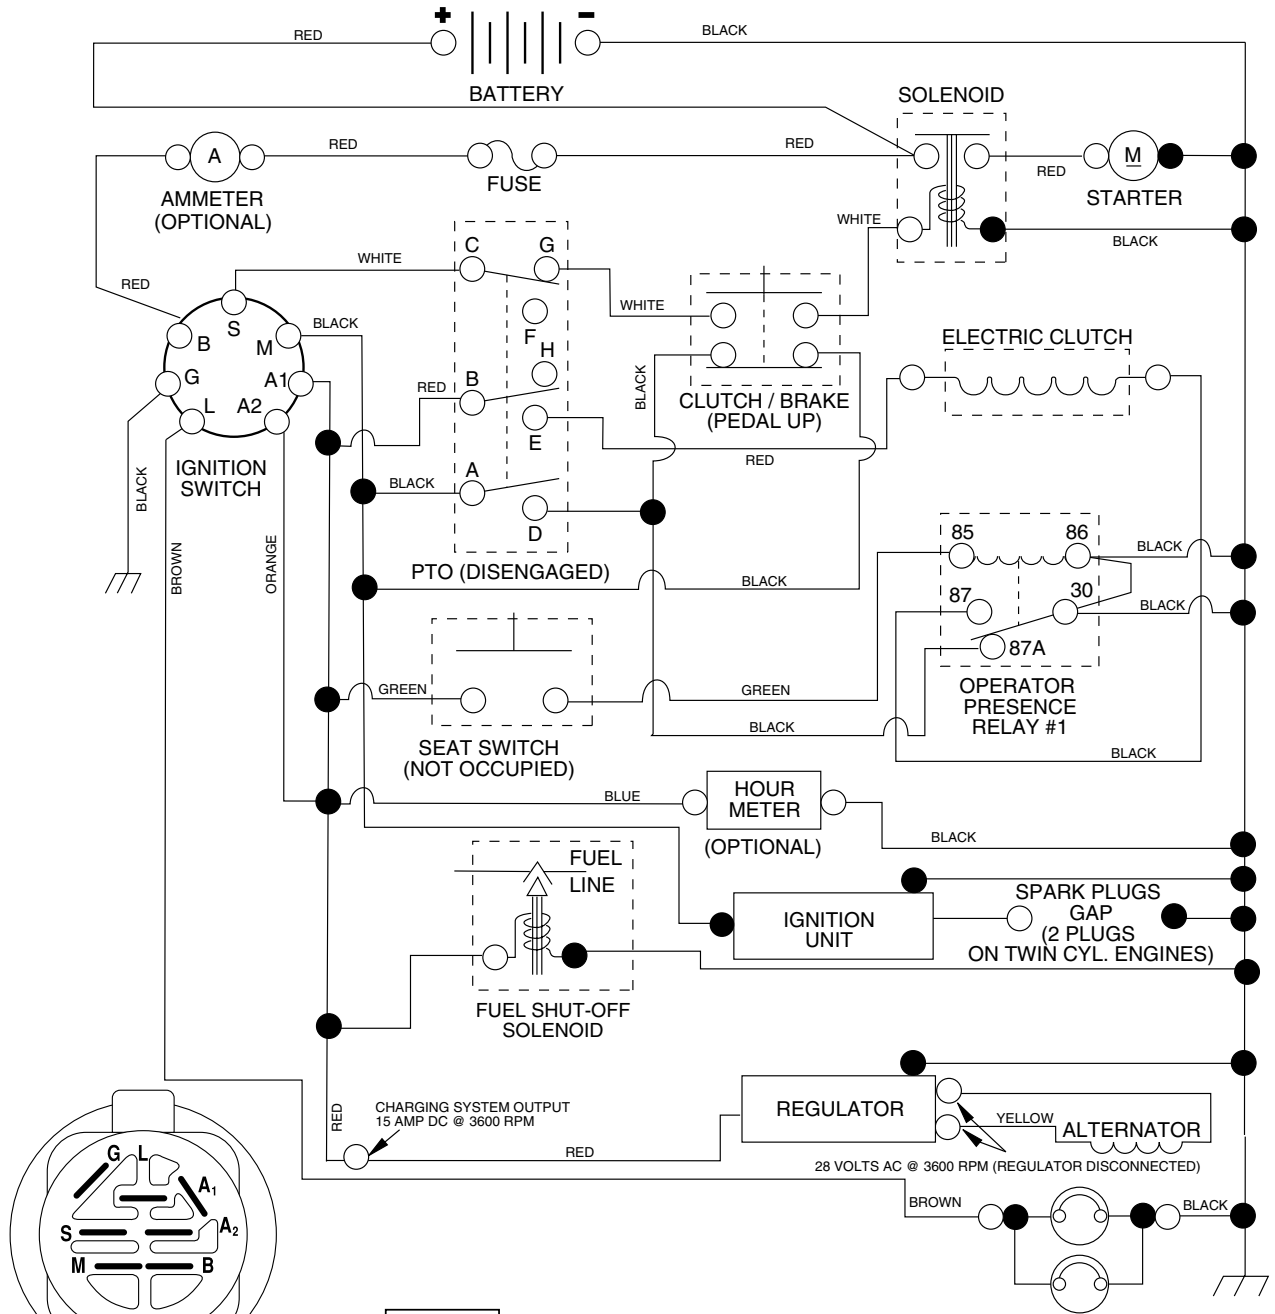 + −
RED
BLACK
BATTERY
SOLENOID
A
RED
RED
RED
M
FUSE
AMMETER
(OPTIONAL)
STARTER
WHITE
BLACK
C G
WHITE
RED
WHITE
S
F
BLACK
B
M
ELECTRIC CLUTCH
H
G
A1
B
RED
BLACK
L
A2
CLUTCH / BRAKE
(PEDAL UP)
E
RED
IGNITION
SWITCH
A
BLACK
BLACK
D
85 86
BLACK
BROWN
ORANGE
PTO (DISENGAGED)
BLACK
87 30
BLACK
87A
GREEN
GREEN
OPERATOR
PRESENCE
RELAY #1
BLACK
SEAT SWITCH
(NOT OCCUPIED)
BLACK
HOUR
METER
BLUE
(OPTIONAL)
BLACK
FUEL
LINE
SPARK PLUGS
GAP
(2 PLUGS
ON TWIN CYL. ENGINES)
IGNITION
UNIT
FUEL SHUT-OFF
SOLENOID
RED
CHARGING SYSTEM OUTPUT
15 AMP DC @ 3600 RPM
REGULATOR
YELLOW
ALTERNATOR
RED
28 VOLTS AC @ 3600 RPM (REGULATOR DISCONNECTED)
G L
A1
BROWN
BLACK
S
A2
M
B